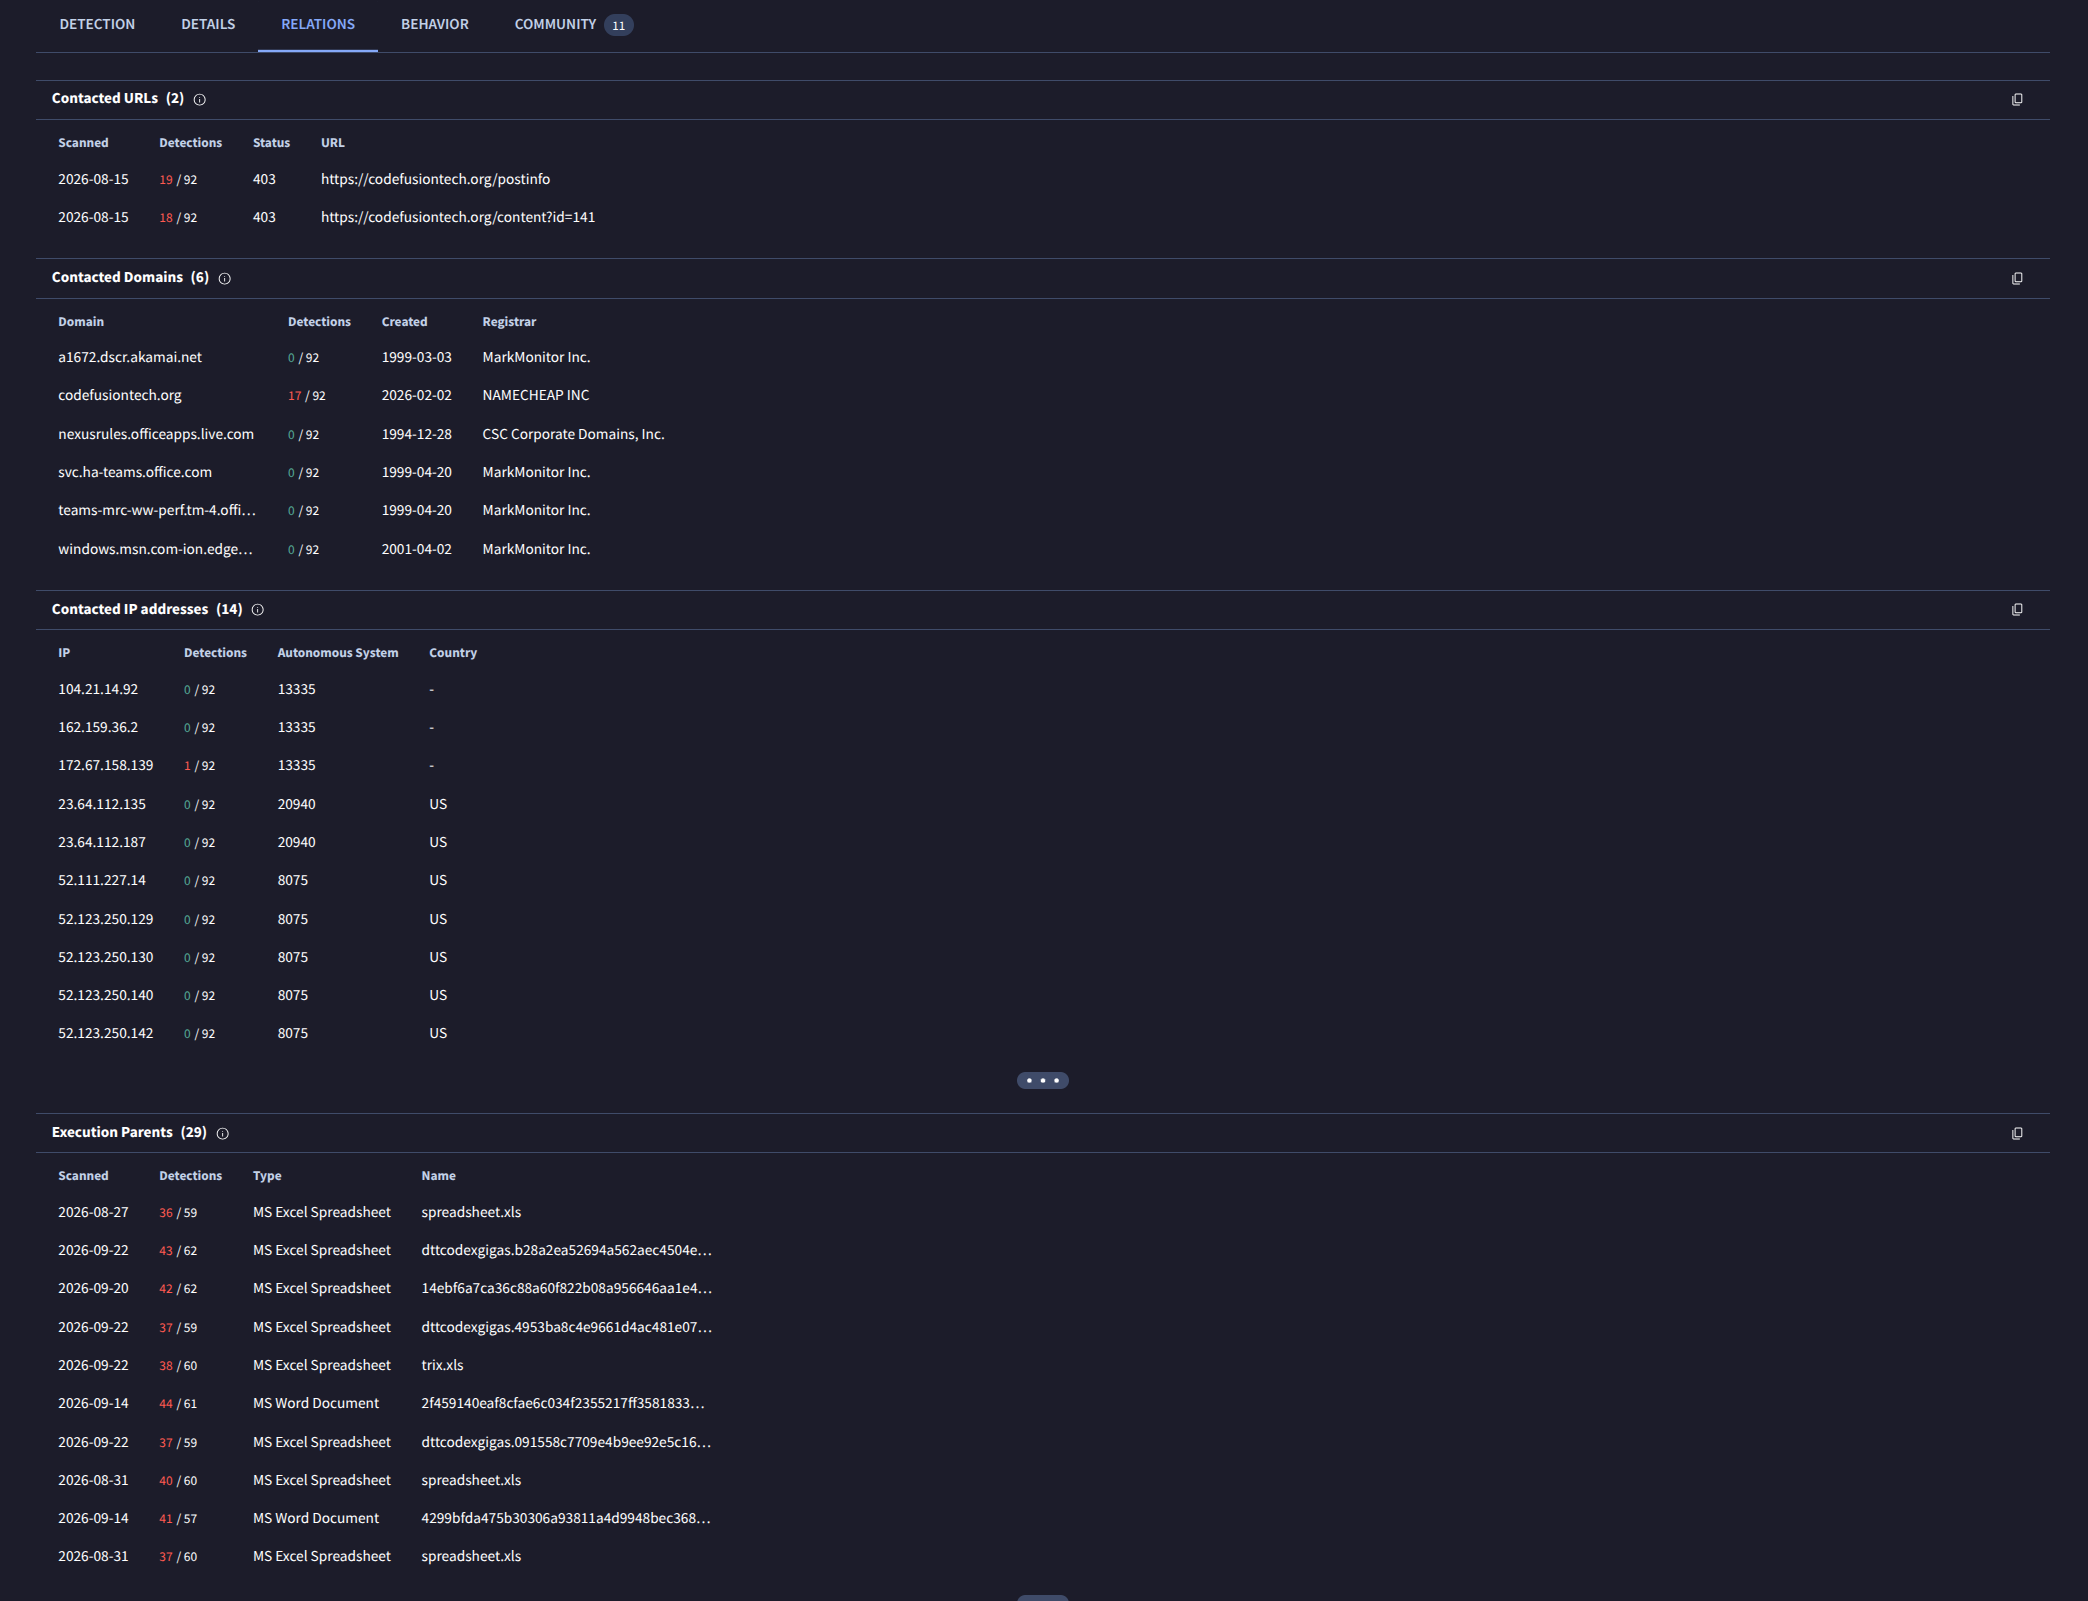 DETECTION DETAILS RELATIONS BEHAVIOR COMMUNITY 11
Contacted URLs (2)
Scanned Detections Status URL
2026-08-15 19 / 92 403 https://codefusiontech.org/postinfo
2026-08-15 18 / 92 403 https://codefusiontech.org/content?id=141
Contacted Domains (6)
Domain Detections Created Registrar
a1672.dscr.akamai.net 0 / 92 1999-03-03 MarkMonitor Inc.
codefusiontech.org 17 / 92 2026-02-02 NAMECHEAP INC
nexusrules.officeapps.live.com 0 / 92 1994-12-28 CSC Corporate Domains, Inc.
svc.ha-teams.office.com 0 / 92 1999-04-20 MarkMonitor Inc.
teams-mrc-ww-perf.tm-4.offi... 0 / 92 1999-04-20 MarkMonitor Inc.
windows.msn.com-ion.edge... 0 / 92 2001-04-02 MarkMonitor Inc.
Contacted IP addresses (14)
IP Detections Autonomous System Country
104.21.14.92 0 / 92 13335 -
162.159.36.2 0 / 92 13335 -
172.67.158.139 1 / 92 13335 -
23.64.112.135 0 / 92 20940 US
23.64.112.187 0 / 92 20940 US
52.111.227.14 0 / 92 8075 US
52.123.250.129 0 / 92 8075 US
52.123.250.130 0 / 92 8075 US
52.123.250.140 0 / 92 8075 US
52.123.250.142 0 / 92 8075 US
Execution Parents (29)
Scanned Detections Type Name
2026-08-27 36 / 59 MS Excel Spreadsheet spreadsheet.xls
2026-09-22 43 / 62 MS Excel Spreadsheet dttcodexgigas.b28a2ea52694a562aec4504e...
2026-09-20 42 / 62 MS Excel Spreadsheet 14ebf6a7ca36c88a60f822b08a956646aa1e4...
2026-09-22 37 / 59 MS Excel Spreadsheet dttcodexgigas.4953ba8c4e9661d4ac481e07...
2026-09-22 38 / 60 MS Excel Spreadsheet trix.xls
2026-09-14 44 / 61 MS Word Document 2f459140eaf8cfae6c034f2355217ff3581833...
2026-09-22 37 / 59 MS Excel Spreadsheet dttcodexgigas.091558c7709e4b9ee92e5c16...
2026-08-31 40 / 60 MS Excel Spreadsheet spreadsheet.xls
2026-09-14 41 / 57 MS Word Document 4299bfda475b30306a93811a4d9948bec368...
2026-08-31 37 / 60 MS Excel Spreadsheet spreadsheet.xls